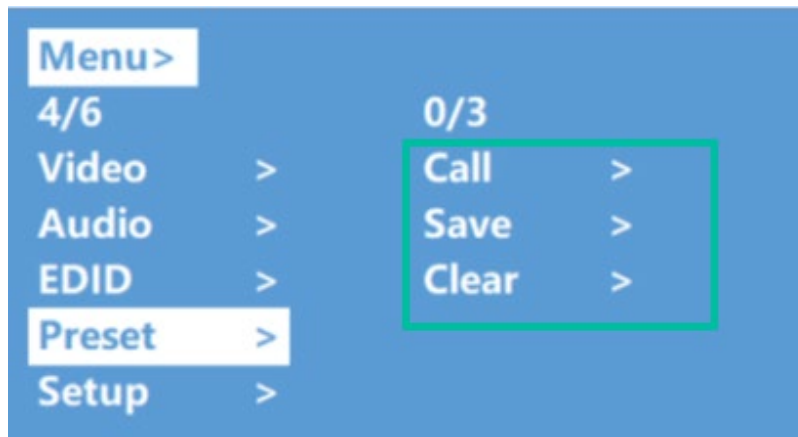 Menu>
4/6 0/3
Video > Call >
Audio > Save >
EDID > Clear >
Preset >
Setup >